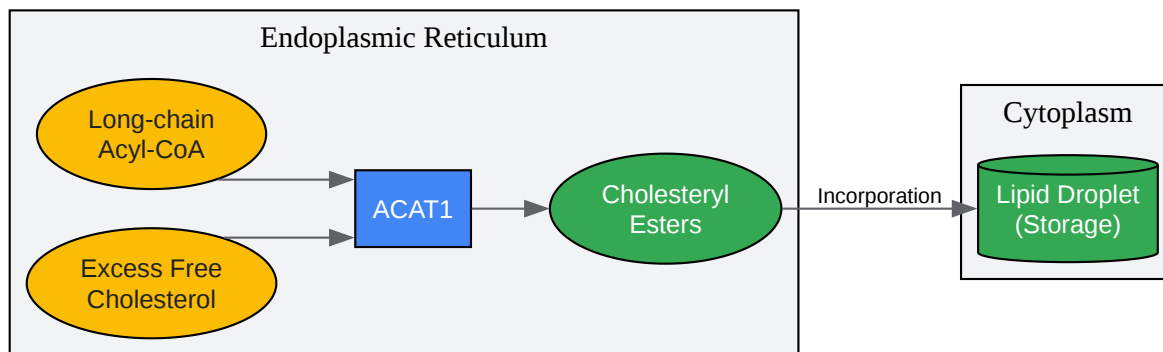 Endoplasmic Reticulum
Long-chain
Acyl-CoA
Excess Free
Cholesterol
ACAT1
Cholesteryl
Esters
Incorporation
Cytoplasm
Lipid Droplet
(Storage)